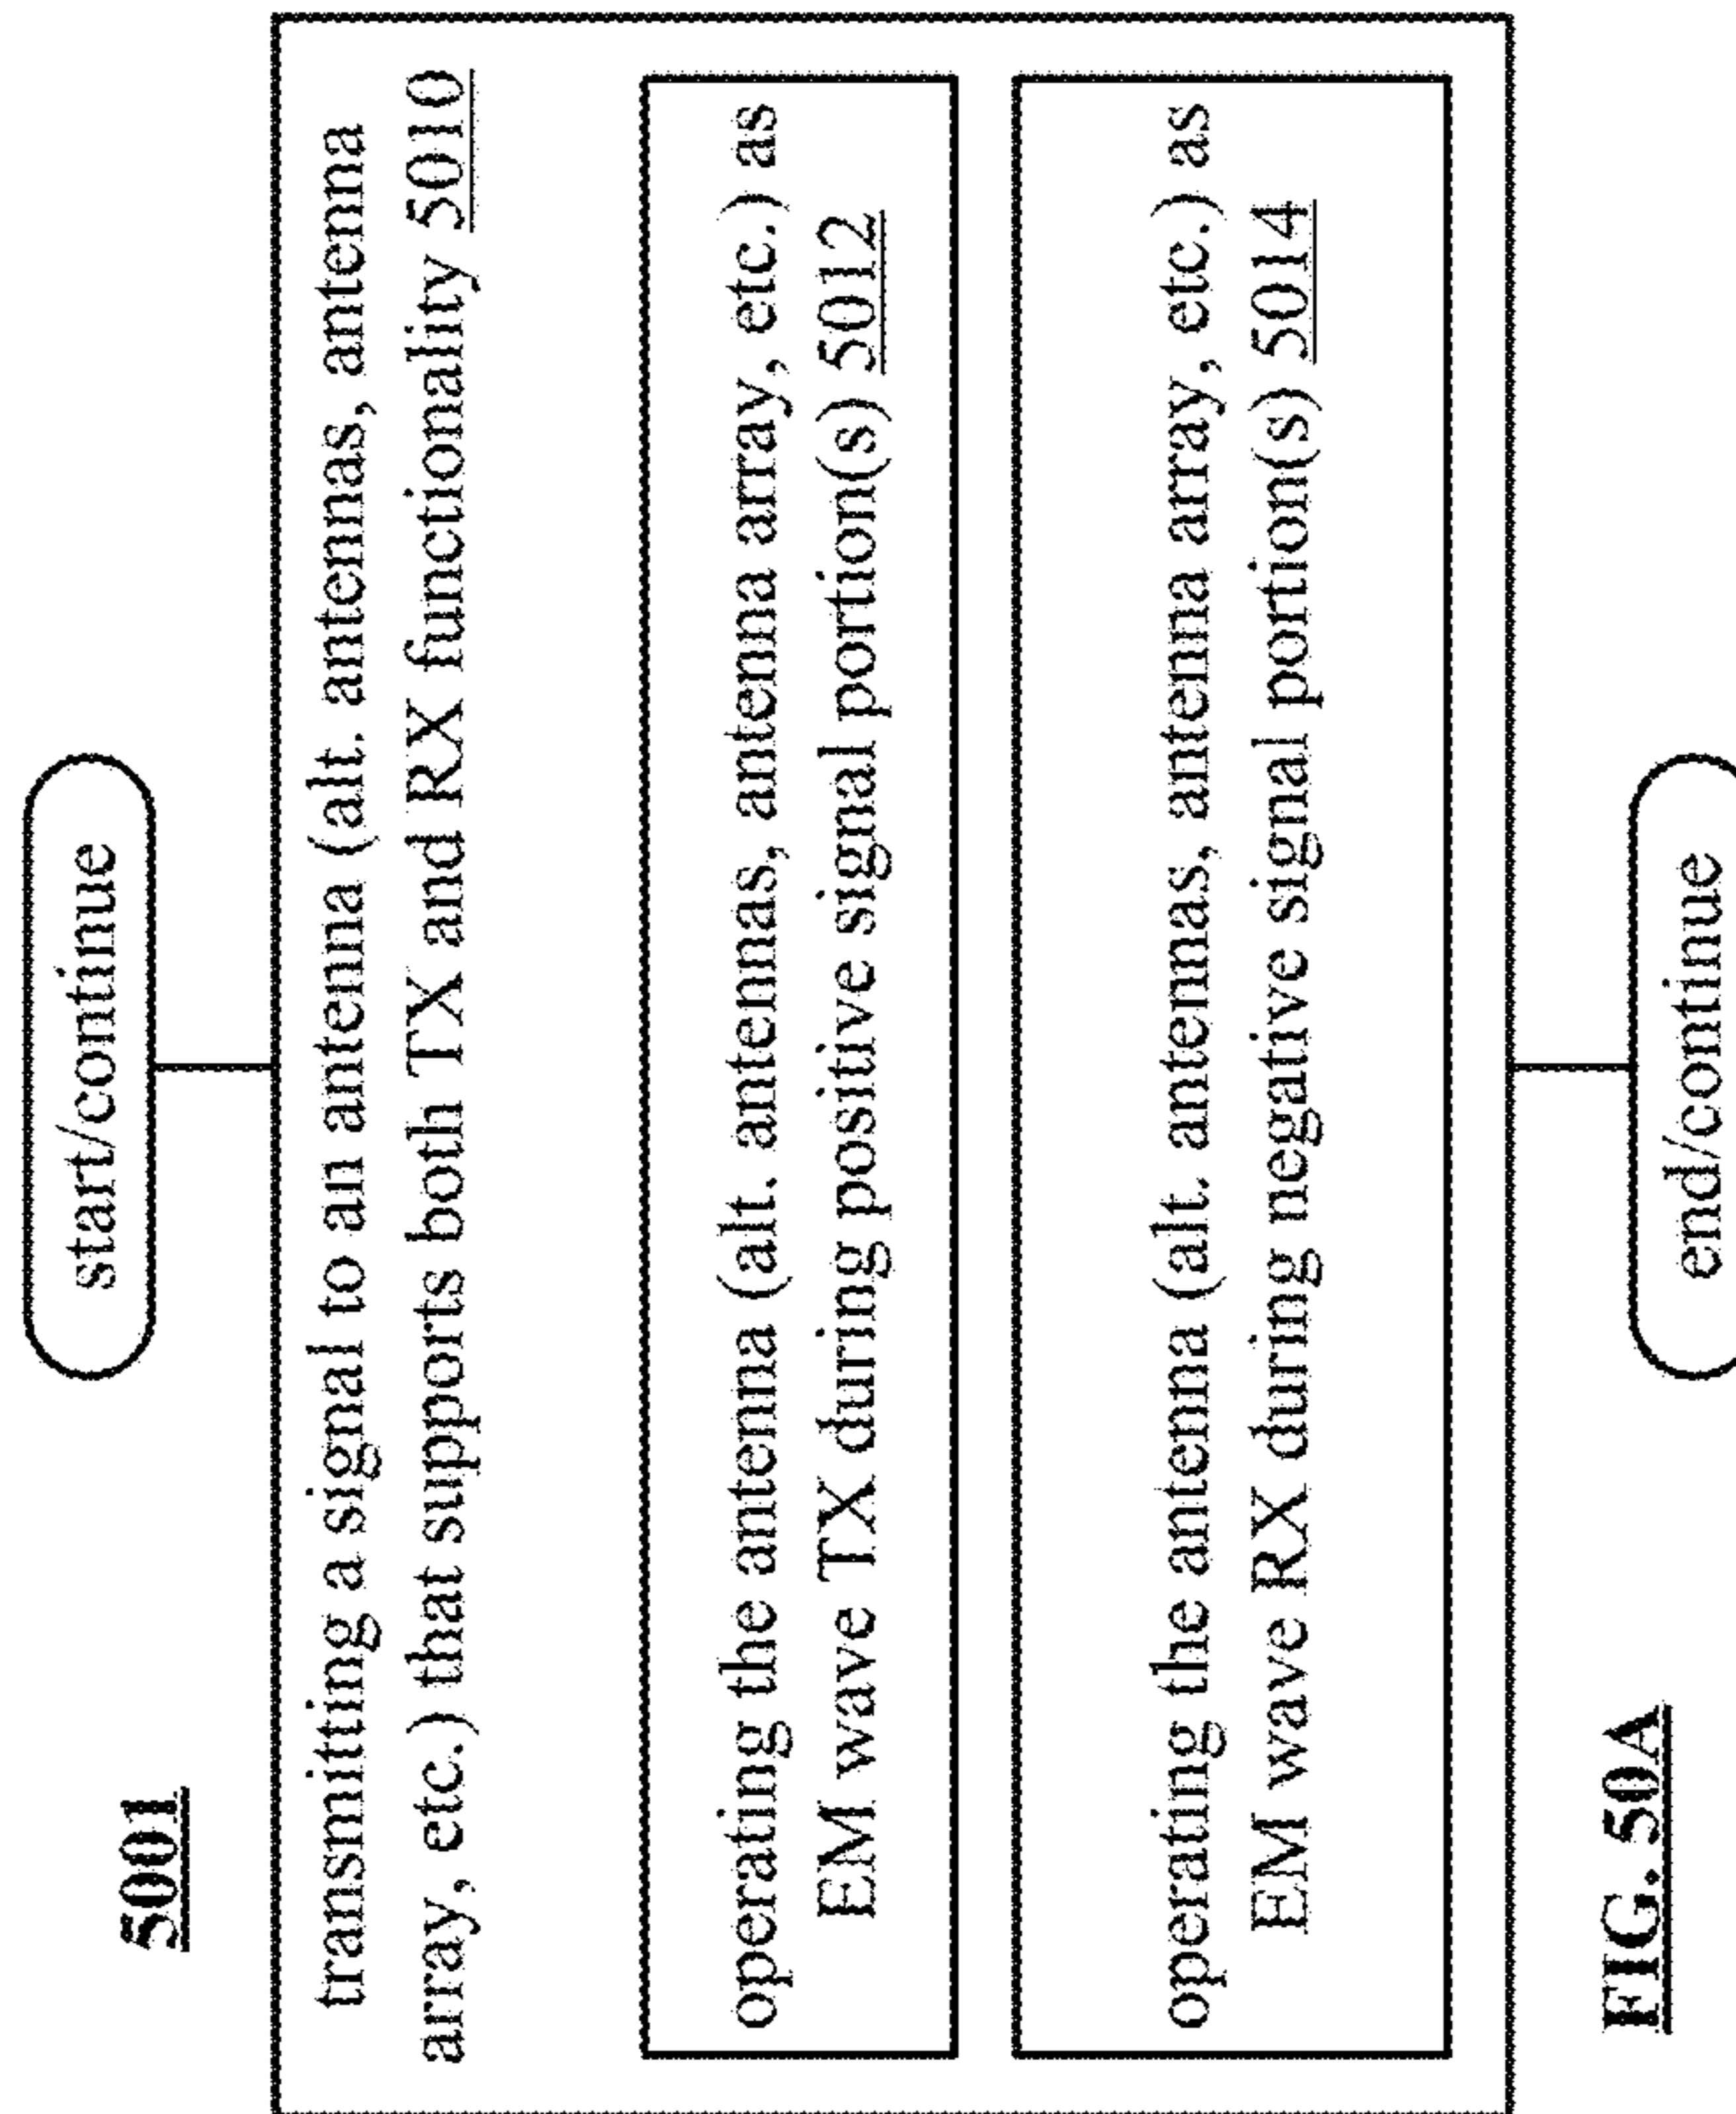 5001
start/continue
transmitting a signal to an antenna (alt. antennas, antenna
array, etc.) that supports both TX and RX functionality 5010
operating the antenna (alt. antennas, antenna array, etc.) as
EM wave TX during positive signal portion(s) 5012
operating the antenna (alt. antennas, antenna array, etc.) as
EM wave RX during negative signal portion(s) 5014
end/continue
FIG. 50A